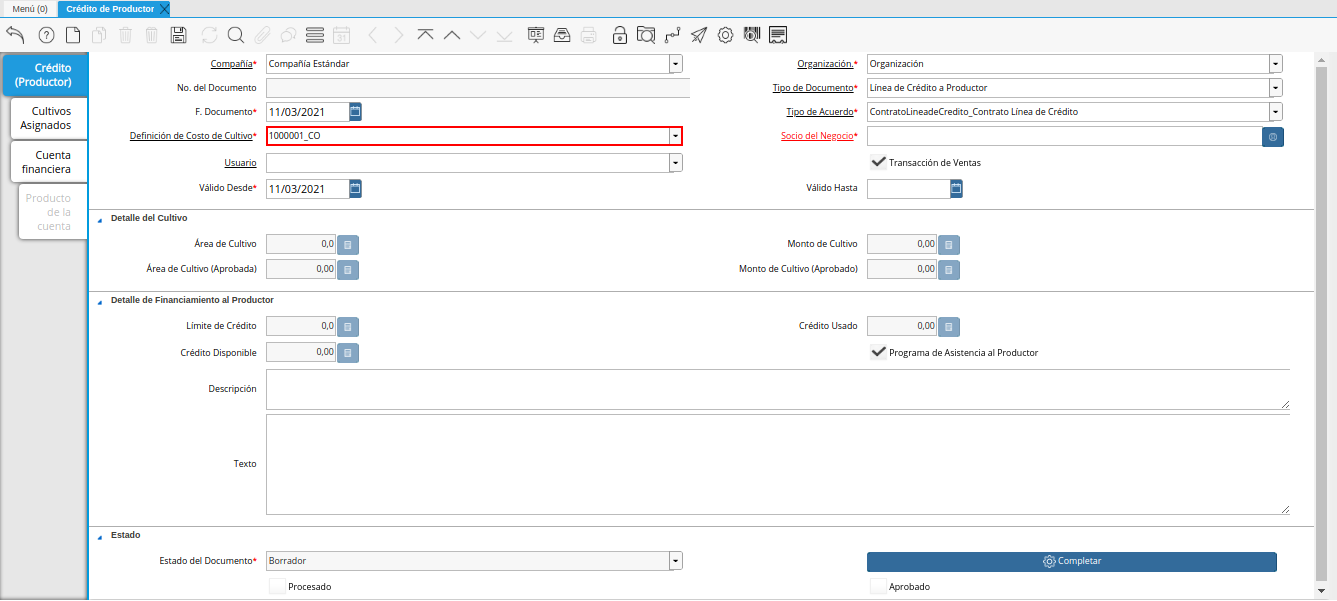 Menú (0)
Crédito de Productor
31
Crédito
(Productor)
Cultivos
Asignados
Cuenta
financiera
Producto
de la
cuenta
Compañía* Compañía Estándar
Organización.* Organización
No. del Documento
Tipo de Documento* Línea de Crédito a Productor
F. Documento* 11/03/2021
Tipo de Acuerdo* ContratoLineadeCredito_Contrato Línea de Crédito
Definición de Costo de Cultivo* 1000001_CO
Socio del Negocio*
Usuario
Transacción de Ventas
Válido Desde* 11/03/2021
Válido Hasta
Detalle del Cultivo
Área de Cultivo 0,0
Monto de Cultivo 0,00
Área de Cultivo (Aprobada) 0,00
Monto de Cultivo (Aprobado) 0,00
Detalle de Financiamiento al Productor
Límite de Crédito 0,0
Crédito Usado 0,00
Crédito Disponible 0,00
Programa de Asistencia al Productor
Descripción
Texto
Estado
Estado del Documento* Borrador
Completar
Procesado
Aprobado